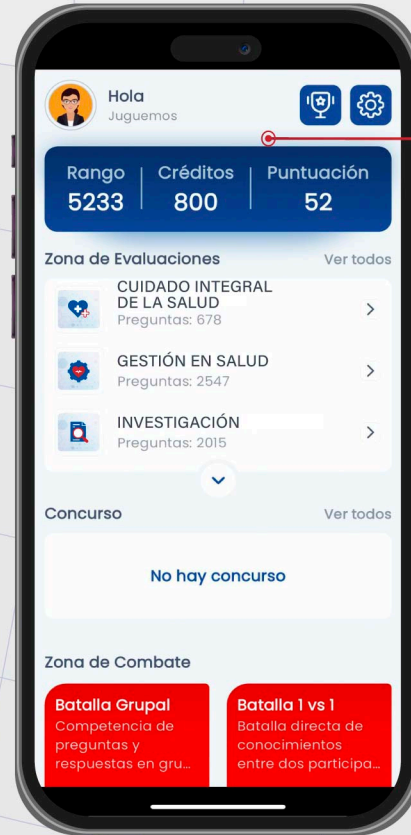 Hola
Juguemos
Rango
Créditos
Puntuación
5233
800
52
Zona de Evaluaciones
Ver todos
CUIDADO INTEGRAL
DE LA SALUD
Preguntas: 678
GESTIÓN EN SALUD
Preguntas: 2547
INVESTIGACIÓN
Preguntas: 2015
Concurso
Ver todos
No hay concurso
Zona de Combate
Batalla Grupal
Competencia de
preguntas y
respuestas en gru...
Batalla 1 vs 1
Batalla directa de
conocimientos
entre dos participa...